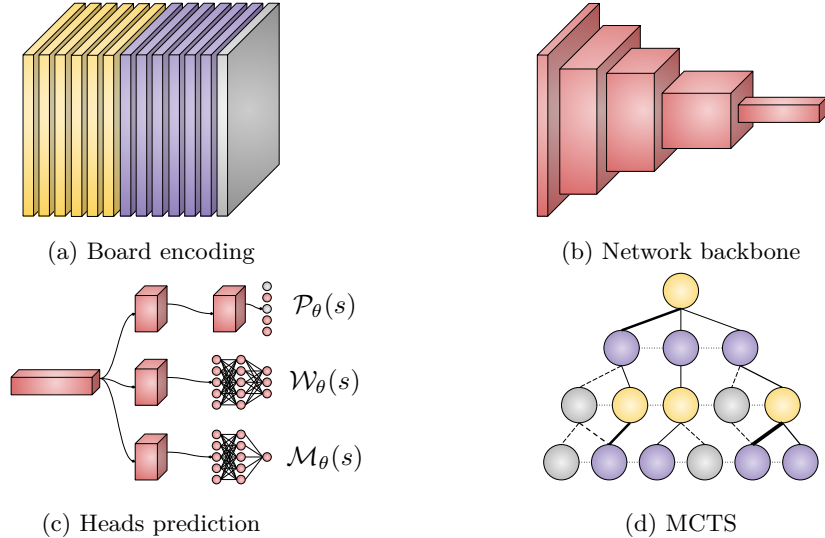 (a) Board encoding
(b) Network backbone
𝒫θ(s)
𝒲θ(s)
ℳθ(s)
(c) Heads prediction
(d) MCTS